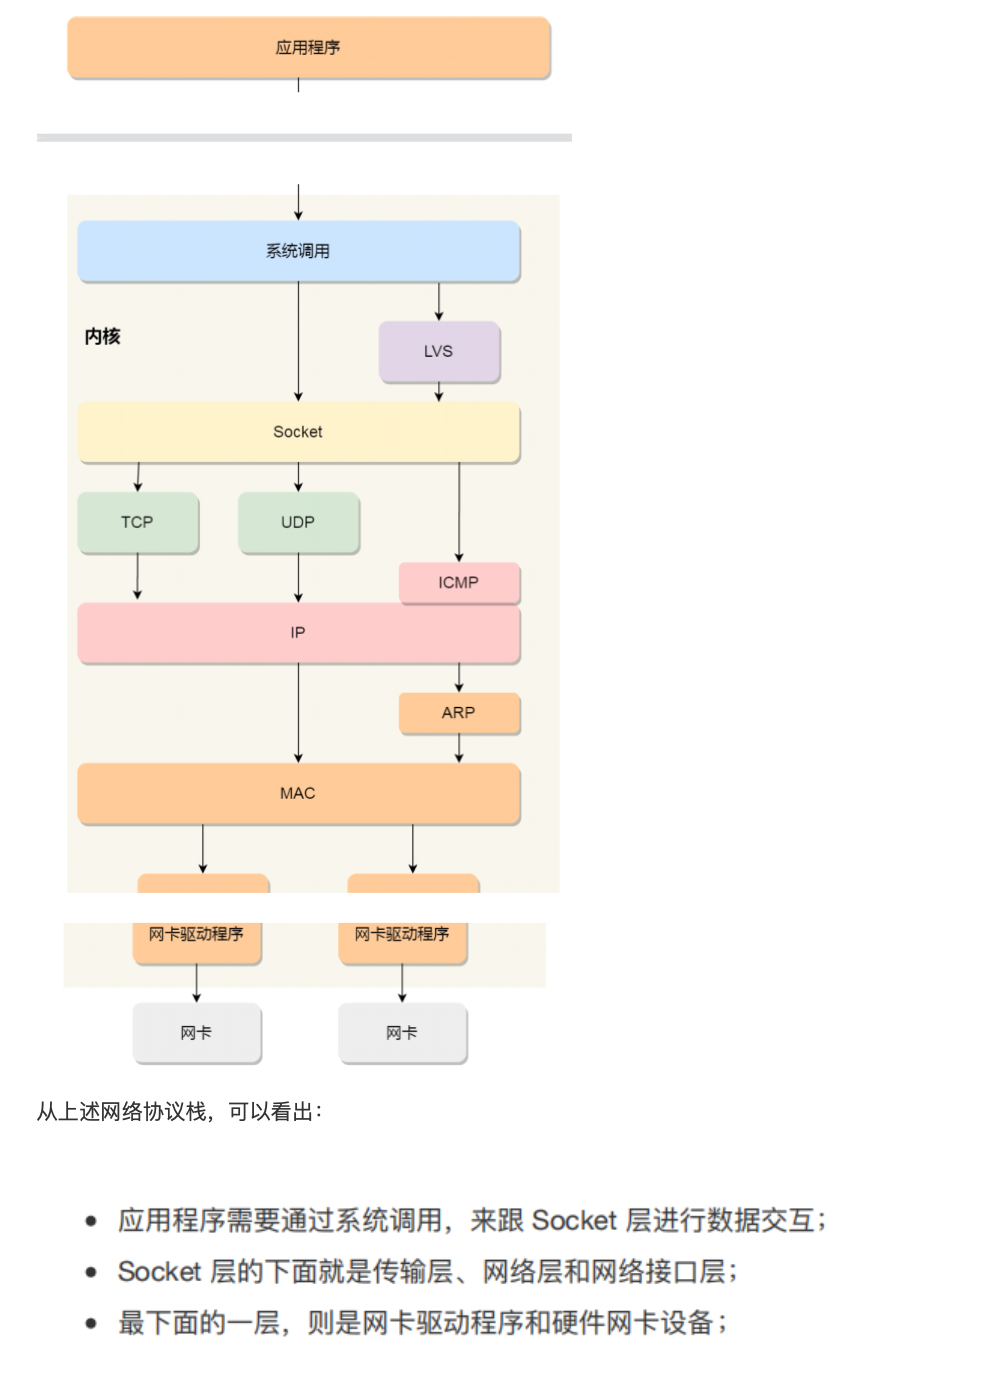 应用程序
系统调用
内核
LVS
Socket
TCP
UDP
ICMP
IP
ARP
MAC
网卡驱动程序
网卡驱动程序
网卡
网卡
从上述网络协议栈，可以看出：
• 应用程序需要通过系统调用，来跟 Socket 层进行数据交互；
• Socket 层的下面就是传输层、网络层和网络接口层；
• 最下面的一层，则是网卡驱动程序和硬件网卡设备；